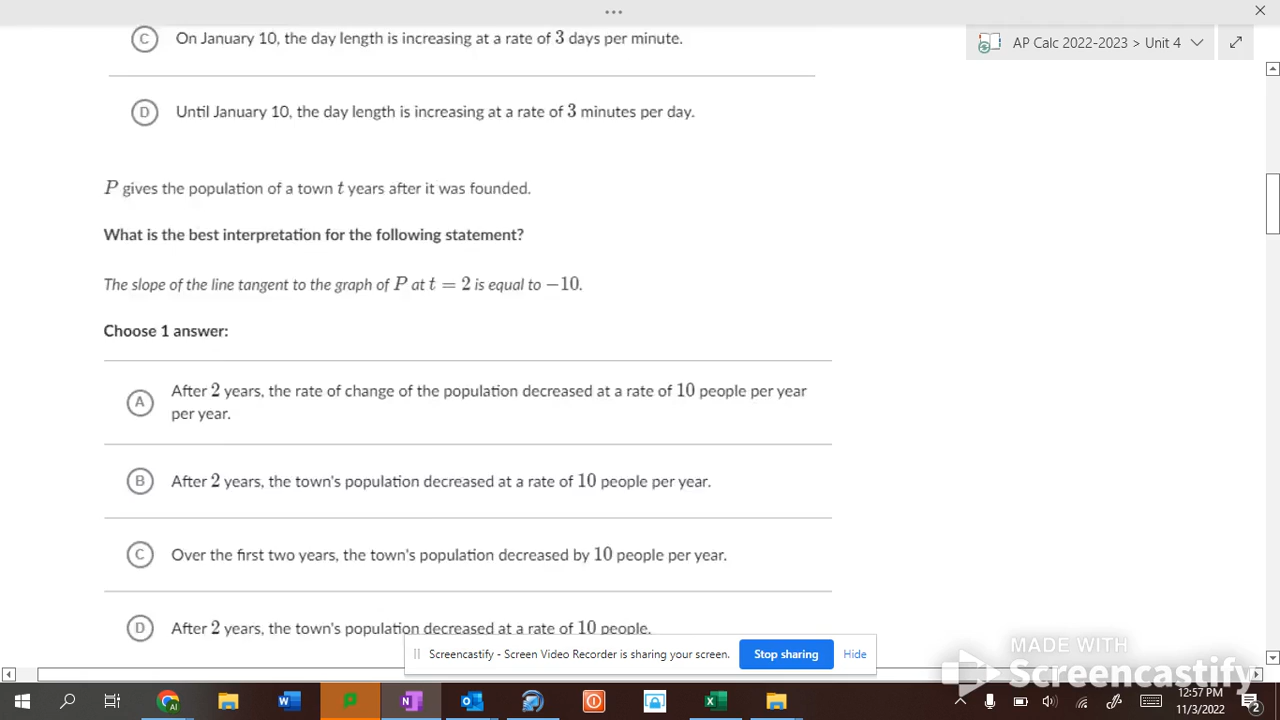 C On January 10, the day length is increasing at a rate of 3 days per minute.
AP Calc 2022-2023 > Unit 4
D Until January 10, the day length is increasing at a rate of 3 minutes per day.
P gives the population of a town t years after it was founded.
What is the best interpretation for the following statement?
The slope of the line tangent to the graph of P at t = 2 is equal to −10.
Choose 1 answer:
A After 2 years, the rate of change of the population decreased at a rate of 10 people per year
per year.
B After 2 years, the town's population decreased at a rate of 10 people per year.
C Over the first two years, the town's population decreased by 10 people per year.
D After 2 years, the town's population decreased at a rate of 10 people.
Screencastify - Screen Video Recorder is sharing your screen. Stop sharing Hide
MADE WITH
Screencastify
12:57 PM
11/3/2022
2